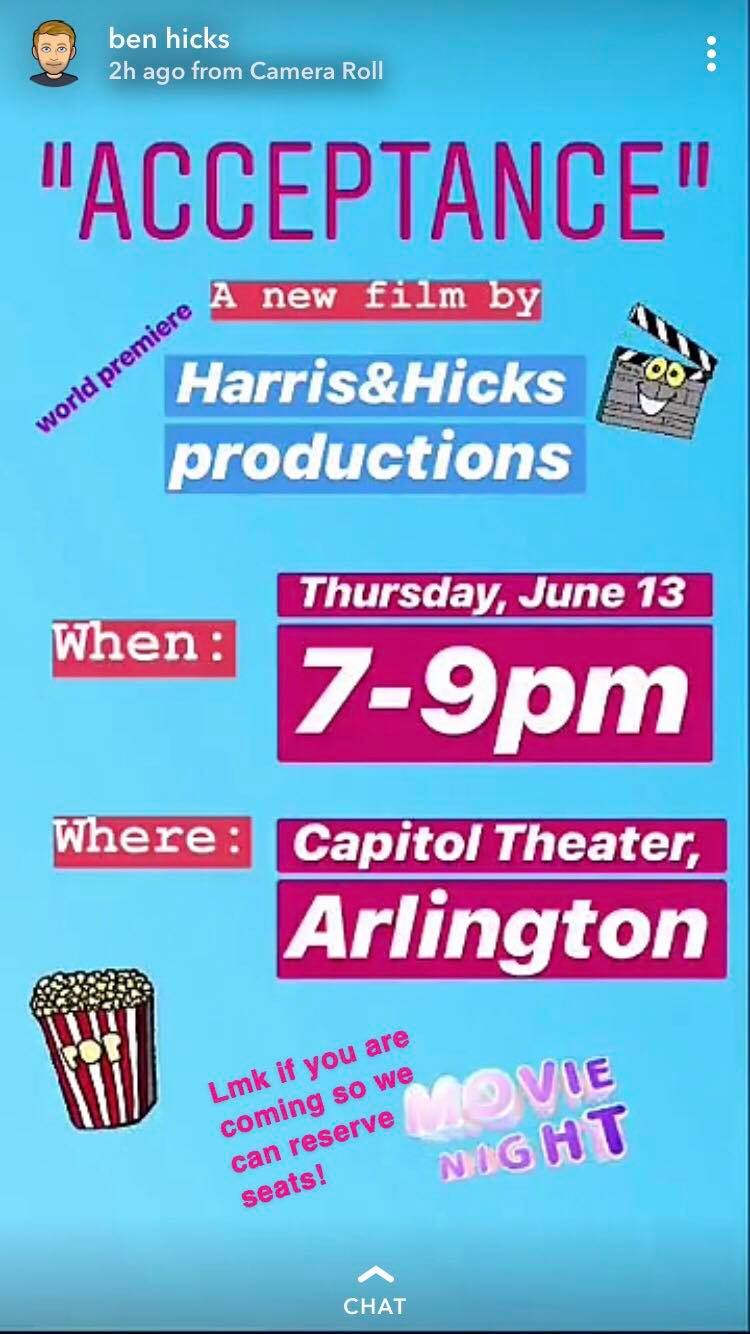 ben hicks
2h ago from Camera Roll
"ACCEPTANCE"
A new film by
world premiere
Harris&Hicks
productions
When:
Thursday, June 13
7-9pm
Where:
Capitol Theater,
Arlington
POP
Lmk if you are
coming so we
can reserve
seats!
MOVIE
NIGHT
CHAT